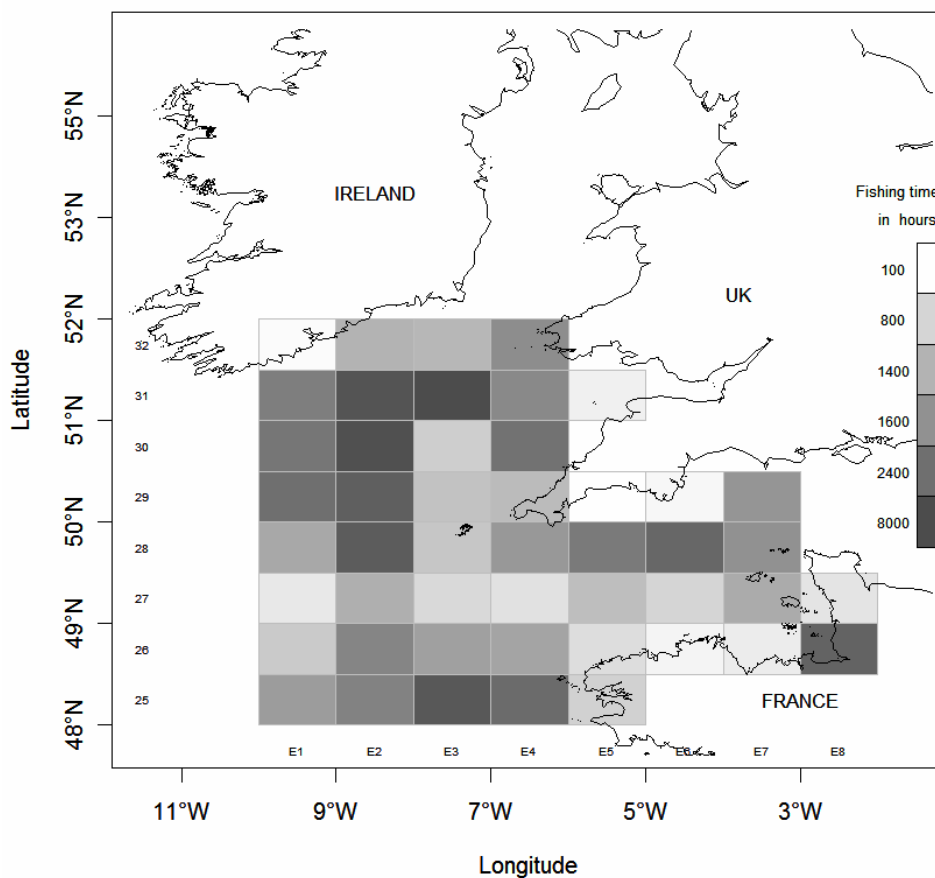 55°N
53°N
52°N
51°N
50°N
49°N
48°N
Latitude
IRELAND
UK
FRANCE
Fishing time
in hours
100
800
1400
1600
2400
8000
32
31
30
29
28
27
26
25
E1 E2 E3 E4 E5 E6 E7 E8
11°W 9°W 7°W 5°W 3°W
Longitude